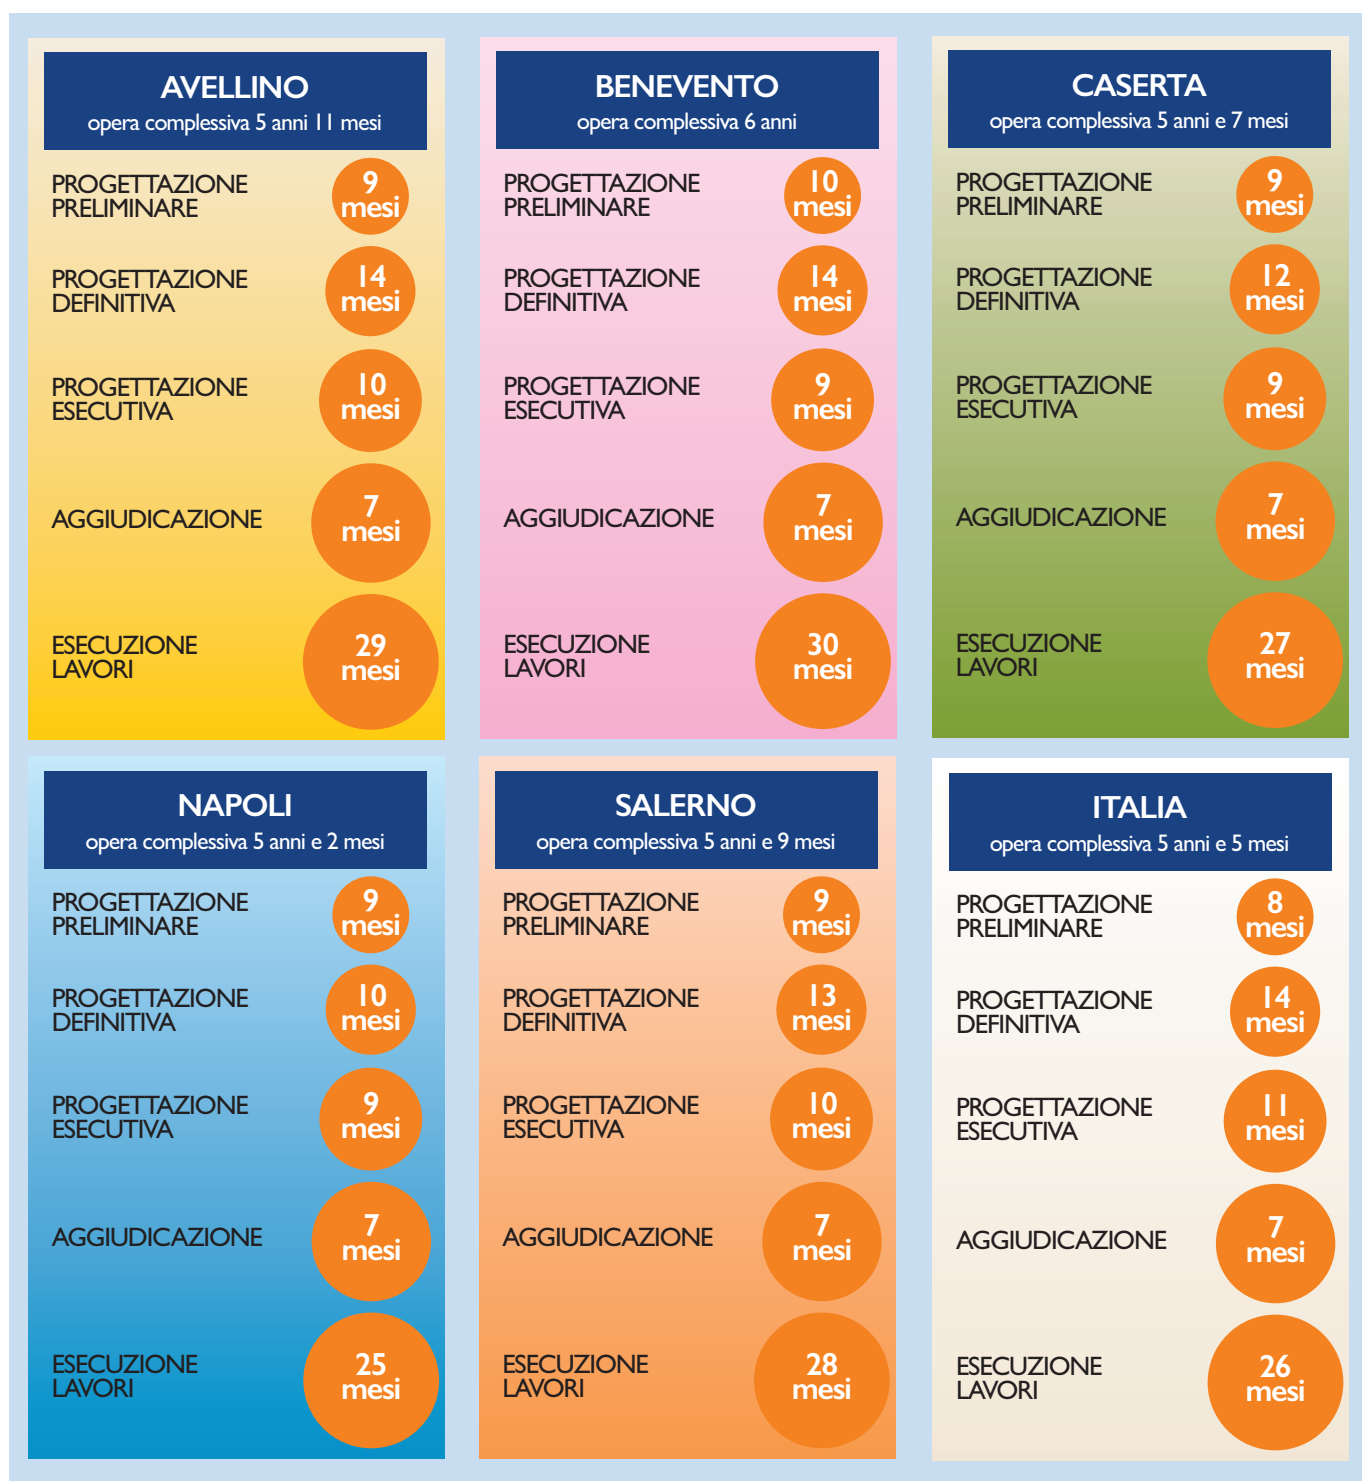 AVELLINO
opera complessiva 5 anni 11 mesi
PROGETTAZIONE
PRELIMINARE
9
mesi
PROGETTAZIONE
DEFINITIVA
14
mesi
PROGETTAZIONE
ESECUTIVA
10
mesi
AGGIUDICAZIONE
7
mesi
ESECUZIONE
LAVORI
29
mesi
BENEVENTO
opera complessiva 6 anni
PROGETTAZIONE
PRELIMINARE
10
mesi
PROGETTAZIONE
DEFINITIVA
14
mesi
PROGETTAZIONE
ESECUTIVA
9
mesi
AGGIUDICAZIONE
7
mesi
ESECUZIONE
LAVORI
30
mesi
CASERTA
opera complessiva 5 anni e 7 mesi
PROGETTAZIONE
PRELIMINARE
9
mesi
PROGETTAZIONE
DEFINITIVA
12
mesi
PROGETTAZIONE
ESECUTIVA
9
mesi
AGGIUDICAZIONE
7
mesi
ESECUZIONE
LAVORI
27
mesi
NAPOLI
opera complessiva 5 anni e 2 mesi
PROGETTAZIONE
PRELIMINARE
9
mesi
PROGETTAZIONE
DEFINITIVA
10
mesi
PROGETTAZIONE
ESECUTIVA
9
mesi
AGGIUDICAZIONE
7
mesi
ESECUZIONE
LAVORI
25
mesi
SALERNO
opera complessiva 5 anni e 9 mesi
PROGETTAZIONE
PRELIMINARE
9
mesi
PROGETTAZIONE
DEFINITIVA
13
mesi
PROGETTAZIONE
ESECUTIVA
10
mesi
AGGIUDICAZIONE
7
mesi
ESECUZIONE
LAVORI
28
mesi
ITALIA
opera complessiva 5 anni e 5 mesi
PROGETTAZIONE
PRELIMINARE
8
mesi
PROGETTAZIONE
DEFINITIVA
14
mesi
PROGETTAZIONE
ESECUTIVA
11
mesi
AGGIUDICAZIONE
7
mesi
ESECUZIONE
LAVORI
26
mesi